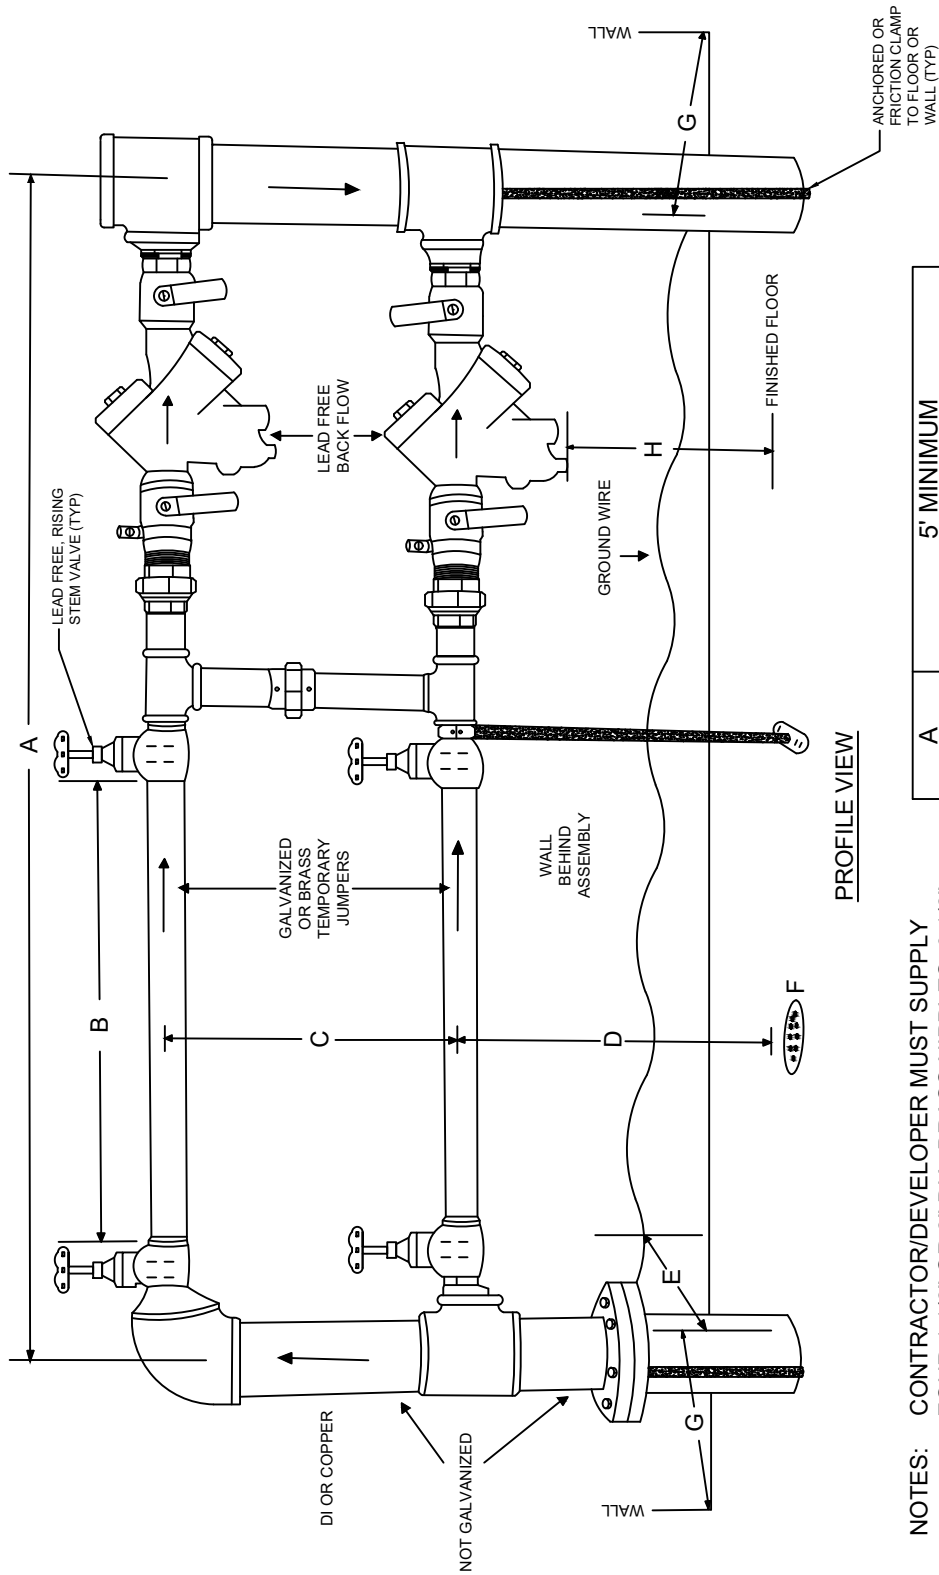 A
LEAD FREE, RISING
STEM VALVE (TYP)
B
C
D
E
F
G
G
H
WALL
WALL
DI OR COPPER
NOT GALVANIZED
GALVANIZED
OR BRASS
TEMPORARY
JUMPERS
WALL
BEHIND
ASSEMBLY
LEAD FREE
BACK FLOW
GROUND WIRE
FINISHED FLOOR
ANCHORED OR
FRICTION CLAMP
TO FLOOR OR
WALL (TYP)
PROFILE VIEW
A
5' MINIMUM
NOTES: CONTRACTOR/DEVELOPER MUST SUPPLY